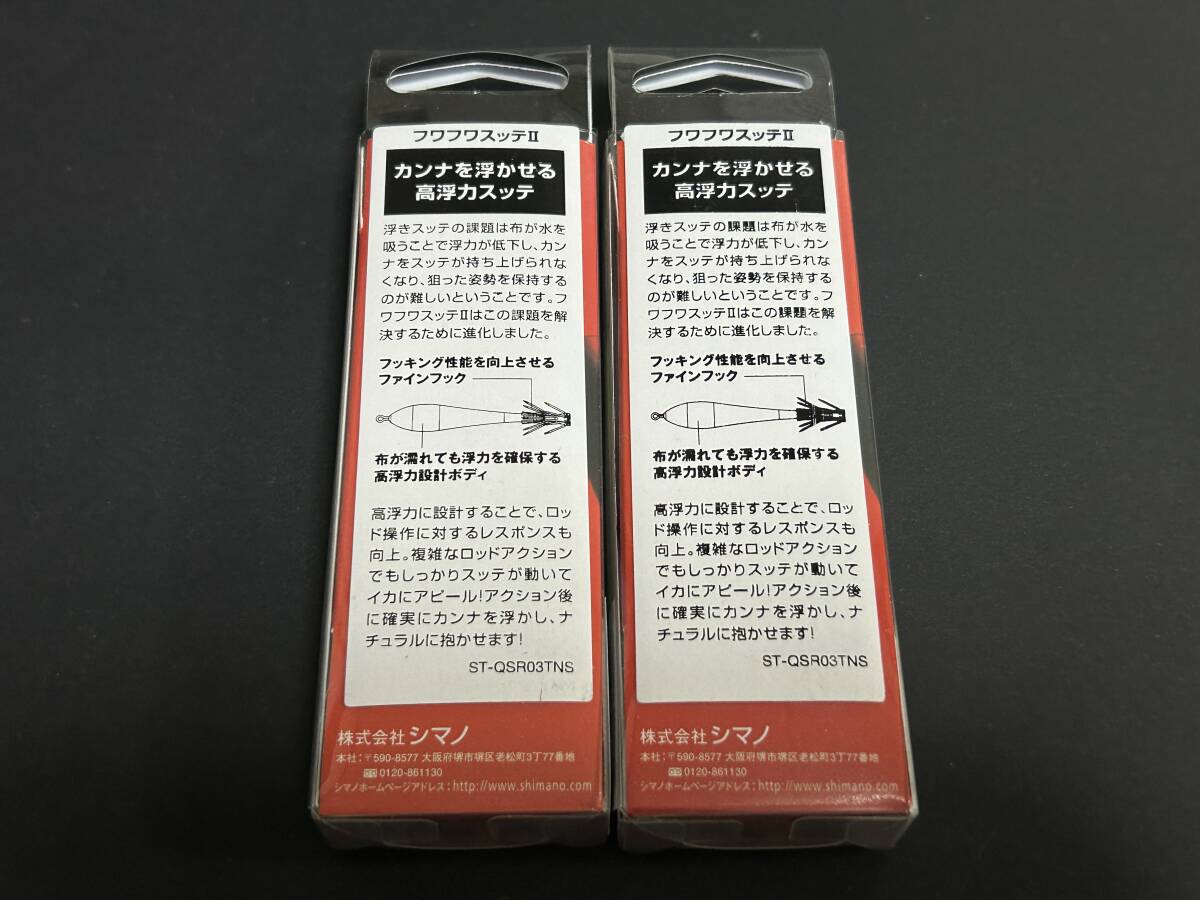 フワフワスッテII
カンナを浮かせる
高浮力スッテ
浮きスッテの課題は布が水を
吸うことで浮力が低下し、カン
ナをスッテが持ち上げられな
くなり、狙った姿勢を保持する
のが難しいということです。フ
ワフワスッテIIはこの課題を解
決するために進化しました。
フッキング性能を向上させる
ファインフック
布が濡れても浮力を確保する
高浮力設計ボディ
高浮力に設計することで、ロッ
ド操作に対するレスポンスも
向上。複雑なロッドアクション
でもしっかりスッテが動いて
イカにアピール!アクション後
に確実にカンナを浮かし、ナ
チュラルに抱かせます!
ST-QSR03TNS
株式会社シマノ
本社:〒590-8577 大阪府堺市堺区老松町3丁77番地
0120-861130
シマノホームページアドレス:http://www.shimano.com
フワフワスッテII
カンナを浮かせる
高浮力スッテ
浮きスッテの課題は布が水を
吸うことで浮力が低下し、カン
ナをスッテが持ち上げられな
くなり、狙った姿勢を保持する
のが難しいということです。フ
ワフワスッテIIはこの課題を解
決するために進化しました。
フッキング性能を向上させる
ファインフック
布が濡れても浮力を確保する
高浮力設計ボディ
高浮力に設計することで、ロッ
ド操作に対するレスポンスも
向上。複雑なロッドアクション
でもしっかりスッテが動いて
イカにアピール!アクション後
に確実にカンナを浮かし、ナ
チュラルに抱かせます!
ST-QSR03TNS
株式会社シマノ
本社:〒590-8577 大阪府堺市堺区老松町3丁77番地
0120-861130
シマノホームページアドレス:http://www.shimano.com